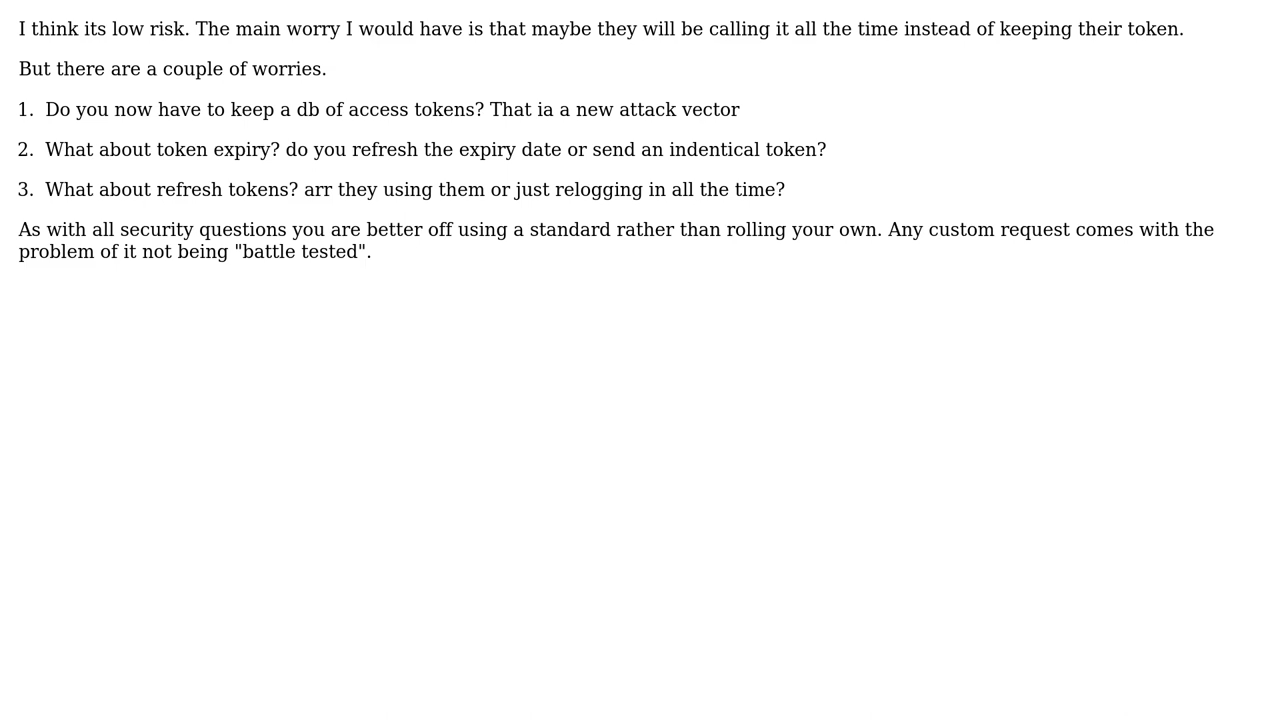 I think its low risk. The main worry I would have is that maybe they will be calling it all the time instead of keeping their token.
But there are a couple of worries.
1. Do you now have to keep a db of access tokens? That ia a new attack vector
2. What about token expiry? do you refresh the expiry date or send an indentical token?
3. What about refresh tokens? arr they using them or just relogging in all the time?
As with all security questions you are better off using a standard rather than rolling your own. Any custom request comes with the
problem of it not being "battle tested".